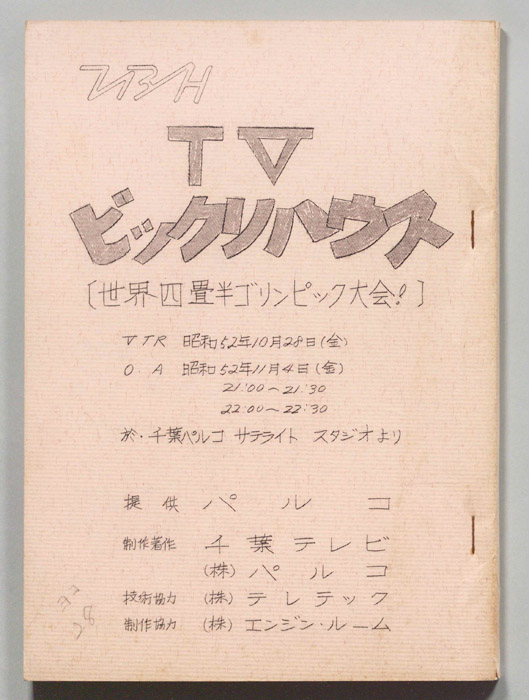 TBH
TV
ビックリハウス
〔世界四畳半ゴリンピック大会!〕
VTR 昭和52年10月28日(金)
O.A 昭和52年11月4日(金)
21:00〜21:30
22:00〜22:30
於・千葉パルコ サテライト スタジオより
提供 パルコ
制作著作 千葉テレビ
(株)パルコ
技術協力 (株)テレテック
制作協力 (株)エンジン・ルーム
ヨコ
28